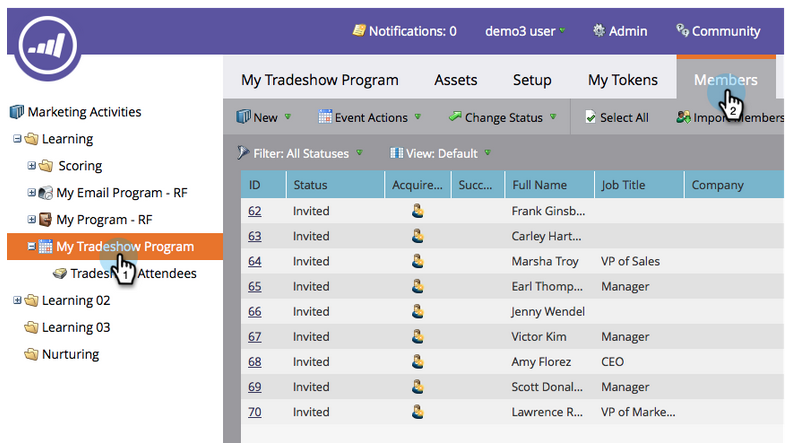 Notifications: 0 demo3 user Admin Community
My Tradeshow Program Assets Setup My Tokens Members
2
Marketing Activities
Learning
Scoring
My Email Program - RF
My Program - RF
My Tradeshow Program
1
Attendees
Learning 02
Learning 03
Nurturing
New Event Actions Change Status Select All Import Members
Filter: All Statuses View: Default
ID Status Acquire... Succ... Full Name Job Title Company
62 Invited Frank Ginsb...
63 Invited Carley Hart...
64 Invited Marsha Troy VP of Sales
65 Invited Earl Thomp... Manager
66 Invited Jenny Wendel
67 Invited Victor Kim Manager
68 Invited Amy Florez CEO
69 Invited Scott Donal... Manager
70 Invited Lawrence R... VP of Marke...